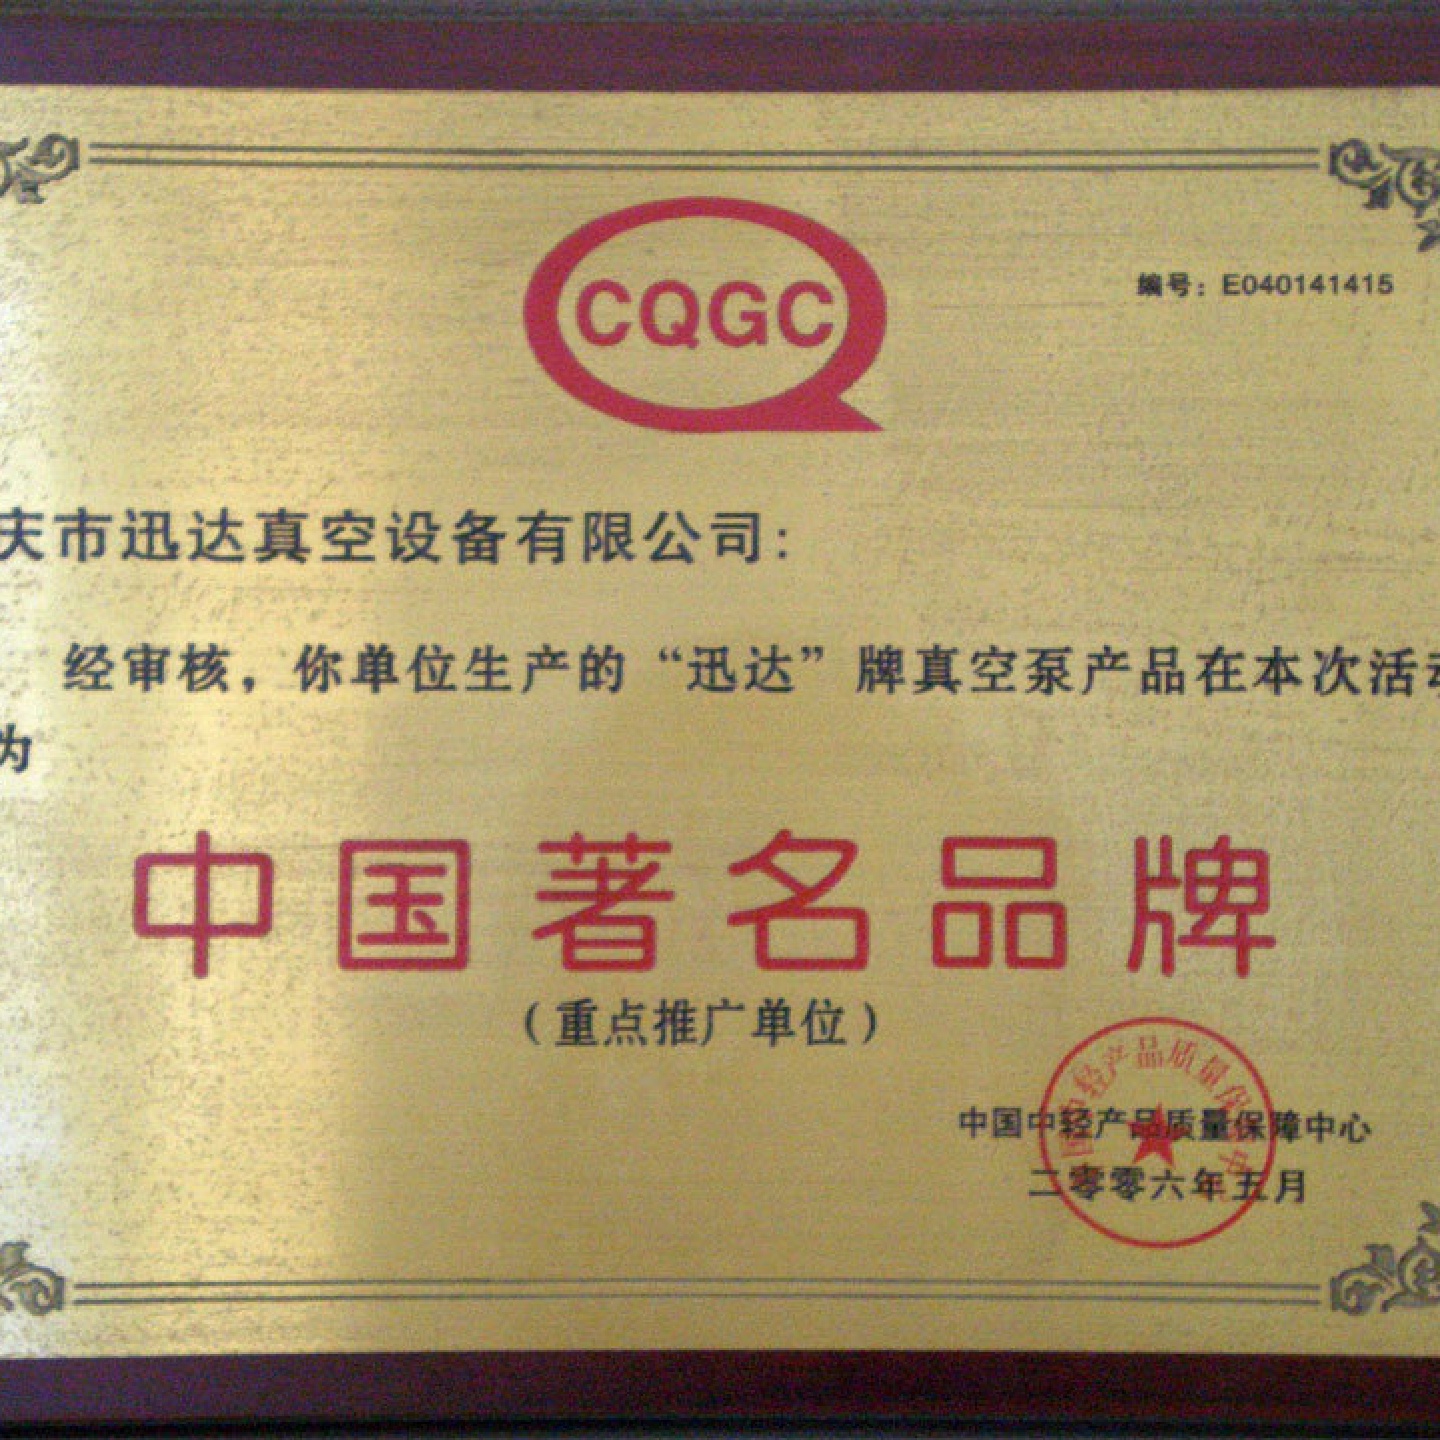 CQGC
编号：E040141415
庆市迅达真空设备有限公司：
经审核，你单位生产的“迅达”牌真空泵产品在本次活动
为
中国著名品牌
（重点推广单位）
中国中轻产品质量保障中心
二零零六年五月